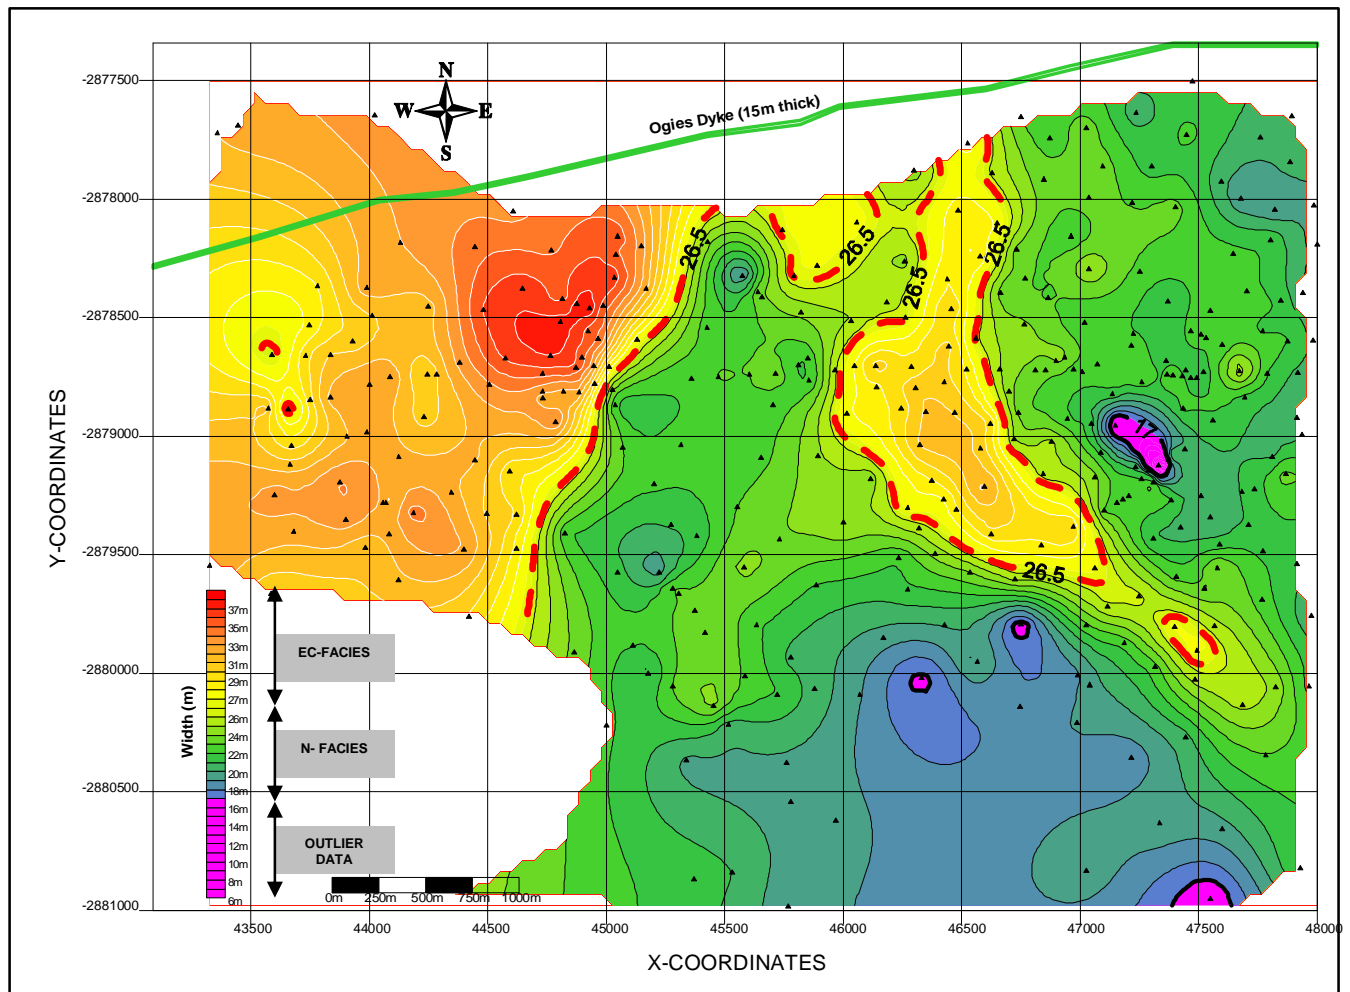 -2877500
-2878000
-2878500
-2879000
-2879500
-2880000
-2880500
-2881000
Y-COORDINATES
N
W
E
S
Ogies Dyke (15m thick)
26.5
26.5
26.5
26.5
26.5
17
37m
35m
33m
31m
29m
27m
26m
24m
22m
20m
18m
16m
14m
12m
10m
8m
6m
Width (m)
EC-FACIES
N- FACIES
OUTLIER
DATA
0m 250m 500m 750m 1000m
43500 44000 44500 45000 45500 46000 46500 47000 47500 48000
X-COORDINATES